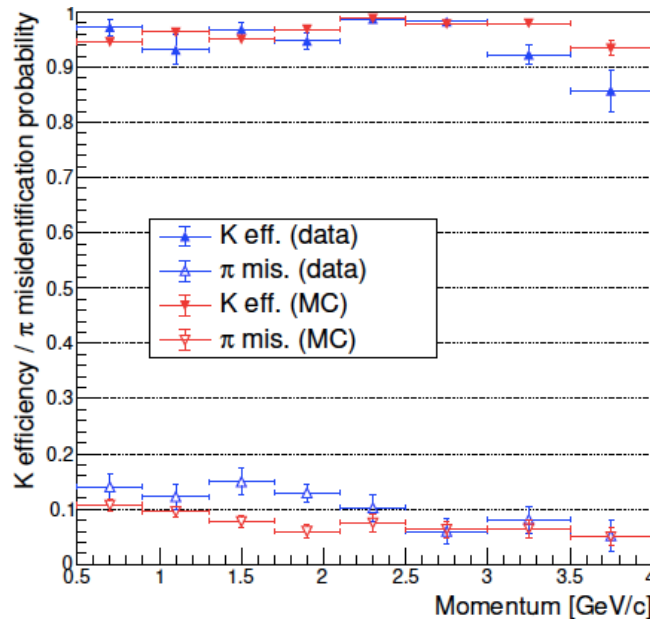 K efficiency / π misidentification probability
1
0.9
0.8
0.7
0.6
0.5
0.4
0.3
0.2
0.1
0
K eff. (data)
π mis. (data)
K eff. (MC)
π mis. (MC)
0.5 1 1.5 2 2.5 3 3.5 4
Momentum [GeV/c]